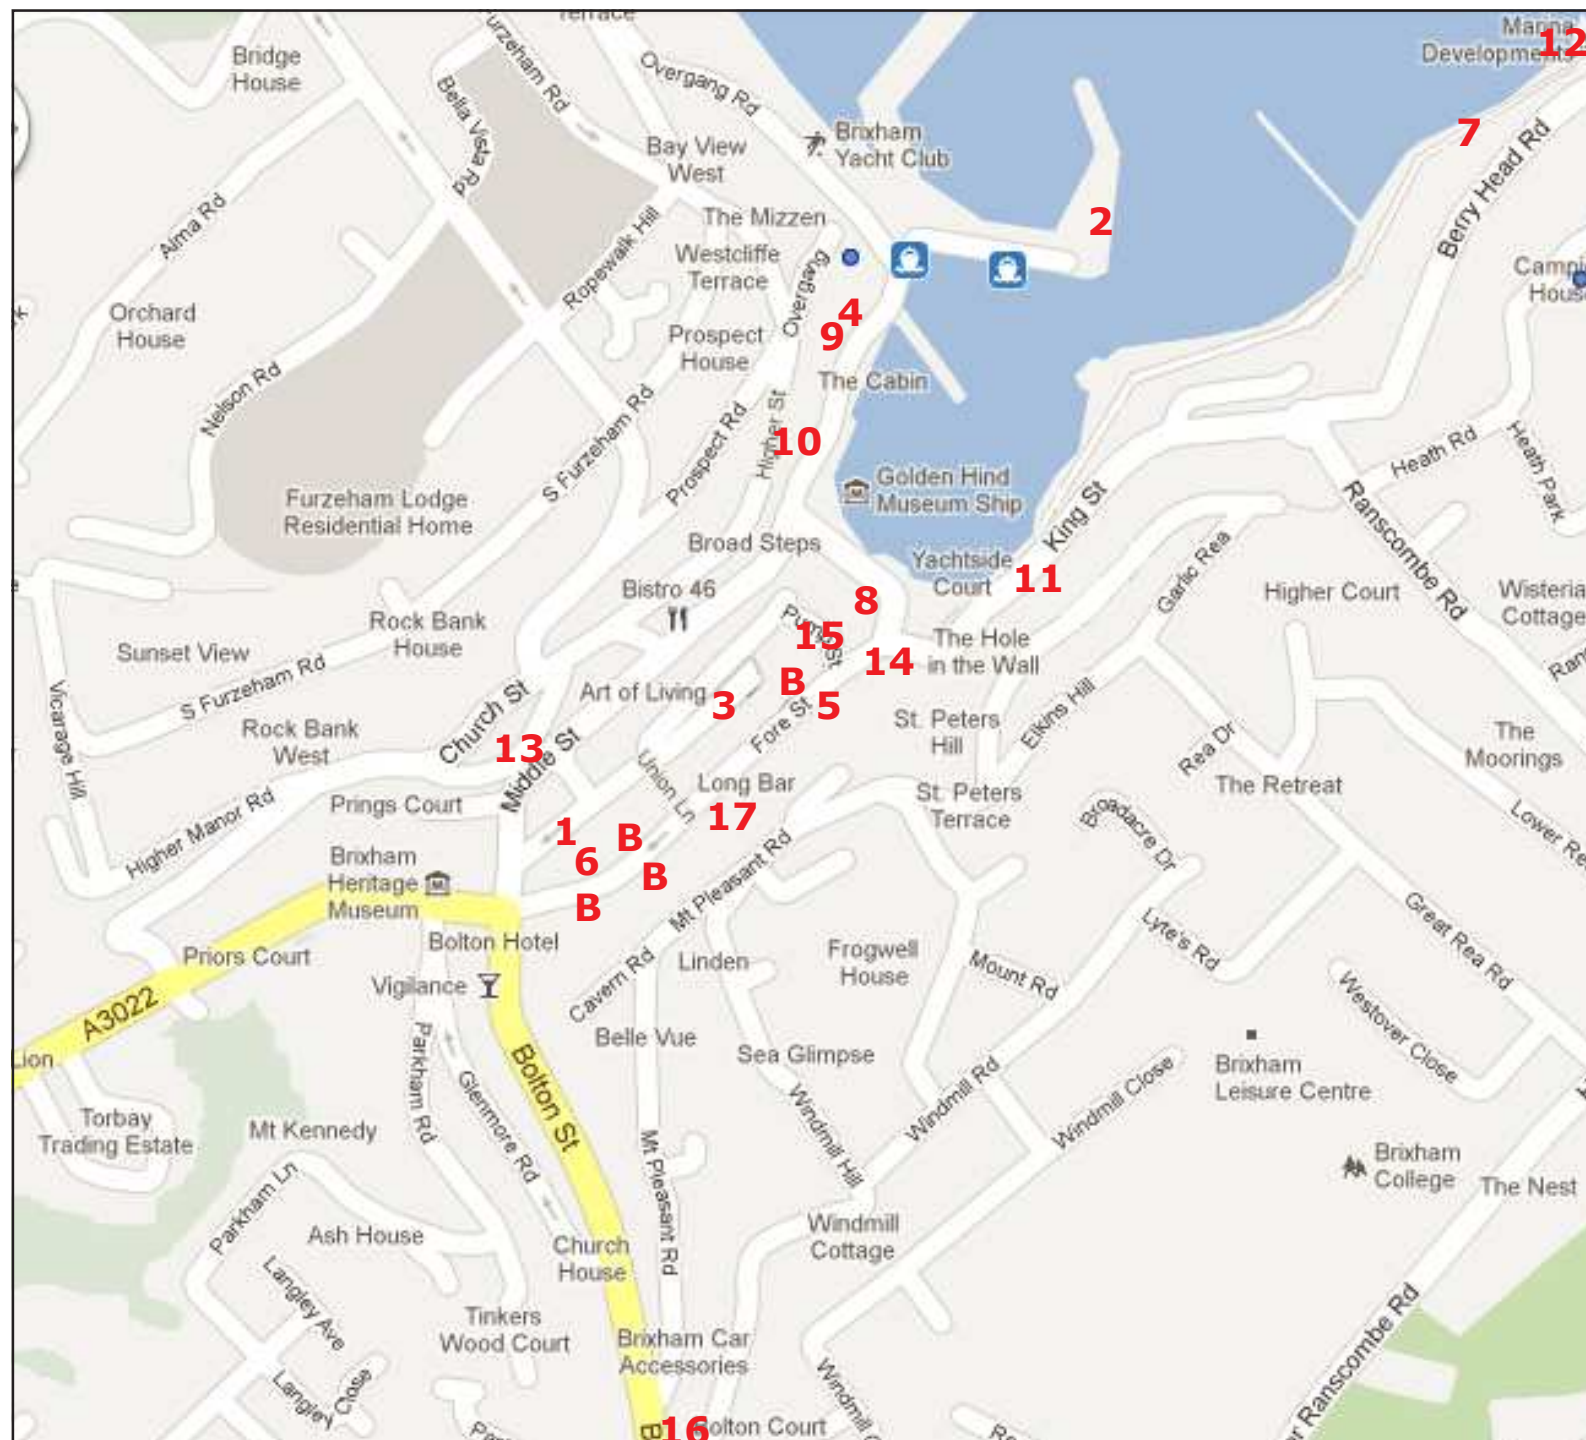 Terrace
Marina
Developments
12
Bridge
House
Furzeham Rd
Overgang Rd
Bella Vista Rd
Brixham
Yacht Club
7
Bay View
West
Berry Head Rd
Alma Rd
The Mizzen
2
Westcliffe
Terrace
Ropewalk Hill
Overgang
Orchard
House
4
9
Prospect
House
The Cabin
Nelson Rd
S Furzeham Rd
Prospect Rd
Higher St
10
Heath Rd
Heath Park
Golden Hind
Museum Ship
Furzeham Lodge
Residential Home
King St
Ranscombe Rd
Broad Steps
Yachtside
Court
11
Garlic Rea
Bistro 46
8
Higher Court
Wisteria
Cottage
Rock Bank
House
Pump St
15
The Hole
in the Wall
14
Sunset View
S Furzeham Rd
Vicarage Hill
Art of Living
B
3
5
Fore St
St. Peters
Hill
Elkins Hill
Church St
Rock Bank
West
13
Middle St
Rea Dr
The
Moorings
Union Ln
Long Bar
17
St. Peters
Terrace
The Retreat
Broadacre Dr
Prings Court
Higher Manor Rd
1
B
6
B
B
Mt Pleasant Rd
Brixham
Heritage
Museum
Great Rea Rd
Bolton Hotel
Priors Court
Linden
Frogwell
House
Lyte's Rd
Mount Rd
Vigilance
Cavern Rd
A3022
Westover Close
Lion
Belle Vue
Sea Glimpse
Brixham
Leisure Centre
Parkham Rd
Glenmore Rd
Bolton St
Windmill Hill
Windmill Rd
Windmill Close
Torbay
Trading Estate
Mt Kennedy
Mt Pleasant Rd
Brixham
College
The Nest
Parkham Ln
Ash House
Church
House
Windmill
Cottage
Langley Ave
Tinkers
Wood Court
Brixham Car
Accessories
Langley Close
Ranscombe Rd
16
Bolton Court